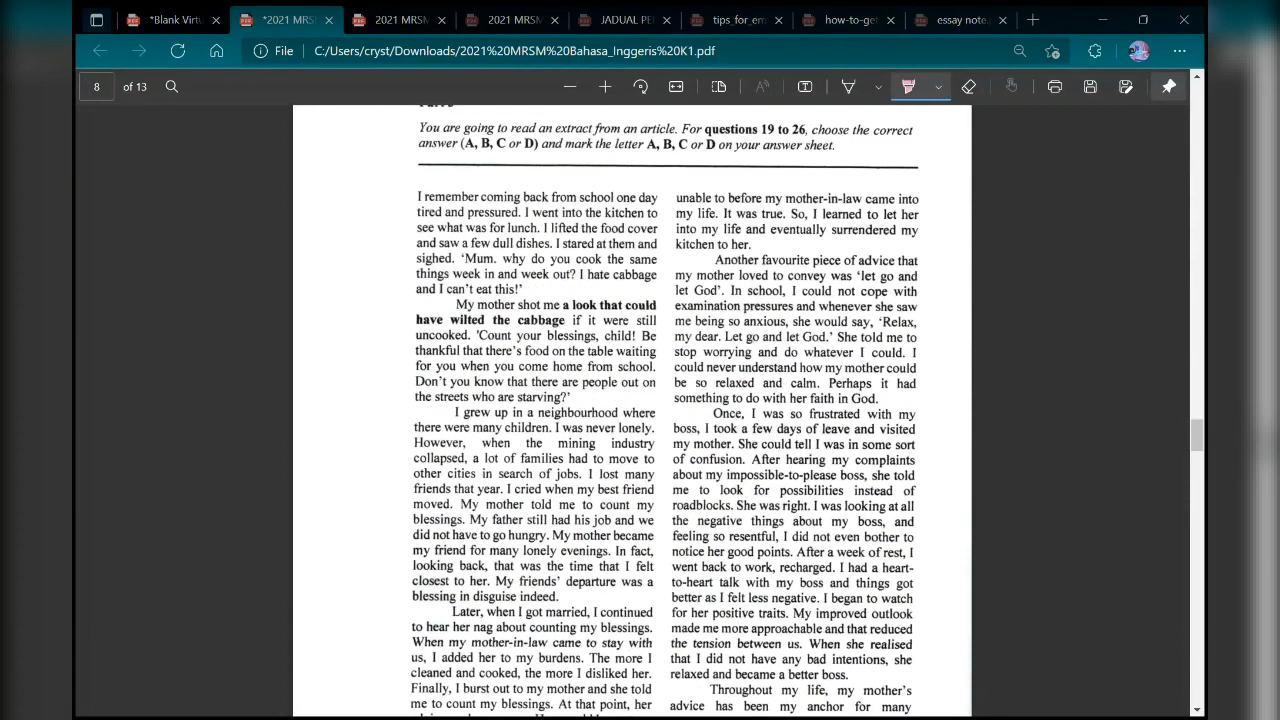 *Blank Virtu
*2021 MRS
2021 MRSM
2021 MRSM
JADUAL PE
tips_for_em
how-to-get
essay note.
File
C:/Users/cryst/Downloads/2021%20MRSM%20Bahasa_Inggeris%20K1.pdf
8 of 13
You are going to read an extract from an article. For questions 19 to 26, choose the correct
answer (A, B, C or D) and mark the letter A, B, C or D on your answer sheet.
I remember coming back from school one day
tired and pressured. I went into the kitchen to
see what was for lunch. I lifted the food cover
and saw a few dull dishes. I stared at them and
sighed. ‘Mum. why do you cook the same
things week in and week out? I hate cabbage
and I can’t eat this!’
My mother shot me a look that could
have wilted the cabbage if it were still
uncooked. 'Count your blessings, child! Be
thankful that there’s food on the table waiting
for you when you come home from school.
Don’t you know that there are people out on
the streets who are starving?’
I grew up in a neighbourhood where
there were many children. I was never lonely.
However, when the mining industry
collapsed, a lot of families had to move to
other cities in search of jobs. I lost many
friends that year. I cried when my best friend
moved. My mother told me to count my
blessings. My father still had his job and we
did not have to go hungry. My mother became
my friend for many lonely evenings. In fact,
looking back, that was the time that I felt
closest to her. My friends’ departure was a
blessing in disguise indeed.
Later, when I got married, I continued
to hear her nag about counting my blessings.
When my mother-in-law came to stay with
us, I added her to my burdens. The more I
cleaned and cooked, the more I disliked her.
Finally, I burst out to my mother and she told
me to count my blessings. At that point, her
unable to before my mother-in-law came into
my life. It was true. So, I learned to let her
into my life and eventually surrendered my
kitchen to her.
Another favourite piece of advice that
my mother loved to convey was ‘let go and
let God’. In school, I could not cope with
examination pressures and whenever she saw
me being so anxious, she would say, ‘Relax,
my dear. Let go and let God.’ She told me to
stop worrying and do whatever I could. I
could never understand how my mother could
be so relaxed and calm. Perhaps it had
something to do with her faith in God.
Once, I was so frustrated with my
boss, I took a few days of leave and visited
my mother. She could tell I was in some sort
of confusion. After hearing my complaints
about my impossible-to-please boss, she told
me to look for possibilities instead of
roadblocks. She was right. I was looking at all
the negative things about my boss, and
feeling so resentful, I did not even bother to
notice her good points. After a week of rest, I
went back to work, recharged. I had a heart-
to-heart talk with my boss and things got
better as I felt less negative. I began to watch
for her positive traits. My improved outlook
made me more approachable and that reduced
the tension between us. When she realised
that I did not have any bad intentions, she
relaxed and became a better boss.
Throughout my life, my mother’s
advice has been my anchor for many